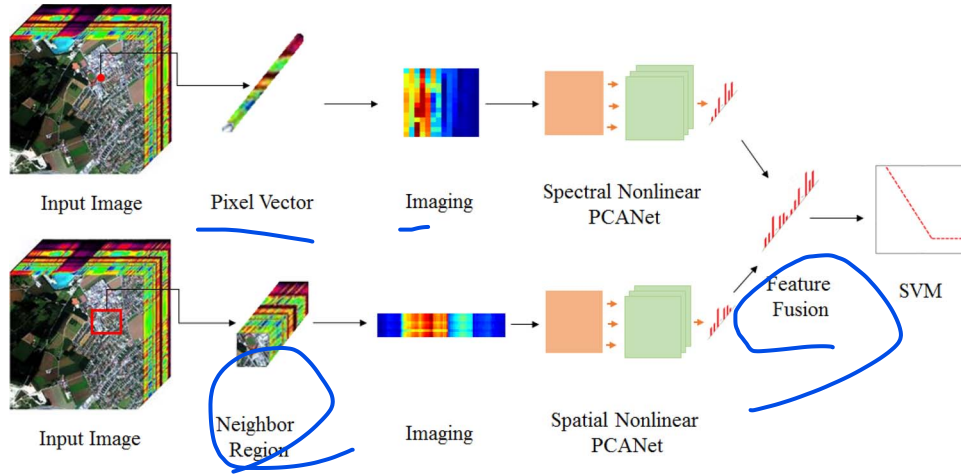 Input Image
Pixel Vector
Imaging
Spectral Nonlinear
PCANet
Feature
Fusion
SVM
Input Image
Neighbor
Region
Imaging
Spatial Nonlinear
PCANet